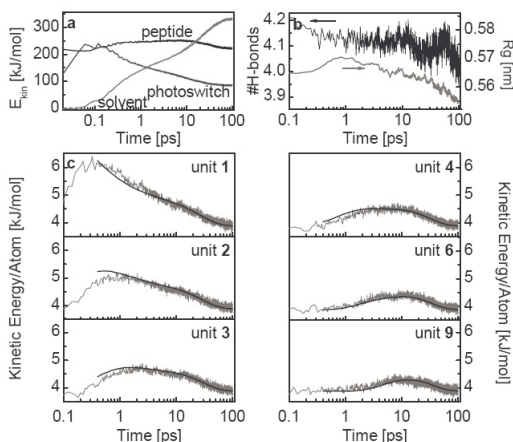 a
350
300
250
200
150
100
50
0
E_kin [kJ/mol]
peptide
photoswitch
solvent
0.1 1 10 100
Time [ps]
b
4.2
4.1
4.0
3.9
#H-bonds
0.58
0.57
0.56
Rg [nm]
0.1 1 10 100
Time [ps]
c
unit 1
6
5
4
unit 2
6
5
4
unit 3
6
5
4
Kinetic Energy/Atom [kJ/mol]
0.1 1 10 100
Time [ps]
unit 4
6
5
4
unit 6
6
5
4
unit 9
6
5
4
Kinetic Energy/Atom [kJ/mol]
0.1 1 10 100
Time [ps]